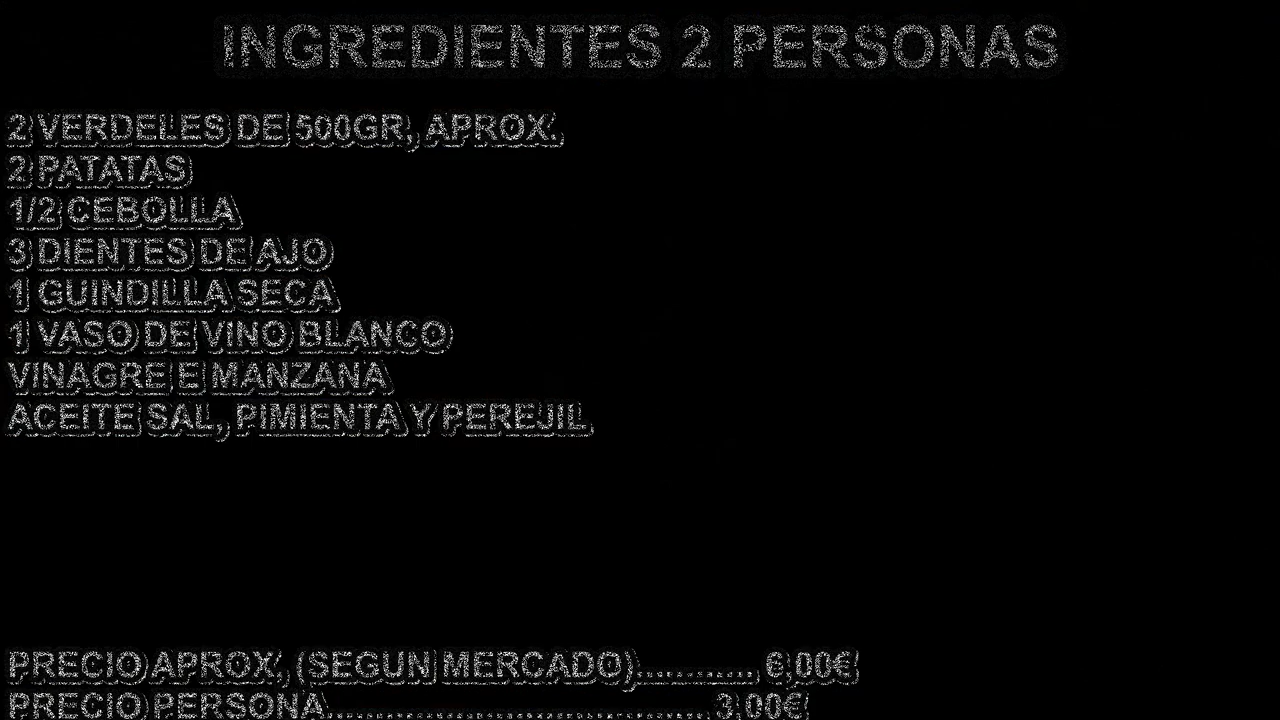 INGREDIENTES 2 PERSONAS
2 VERDELES DE 500GR, APROX.
2 PATATAS
1/2 CEBOLLA
3 DIENTES DE AJO
1 GUINDILLA SECA
1 VASO DE VINO BLANCO
VINAGRE E MANZANA
ACEITE SAL, PIMIENTA Y PEREJIL
PRECIO APROX, (SEGUN MERCADO)............ 6,00€
PRECIO PERSONA...................................... 3,00€